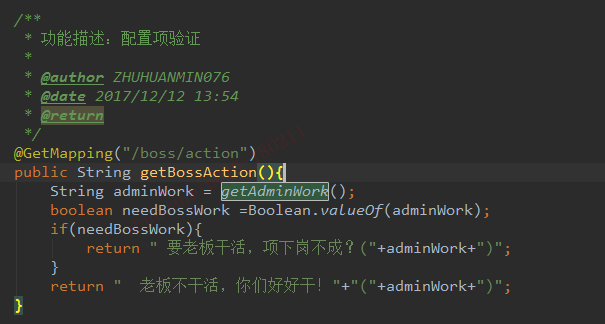 /**
* 功能描述：配置项验证
*
* @author ZHUHUANMIN076
* @date 2017/12/12 13:54
* @return
*/
@GetMapping("/boss/action")
public String getBossAction(){
String adminWork = getAdminWork();
boolean needBossWork =Boolean.valueOf(adminWork);
if(needBossWork){
return " 要老板干活，项下岗不成？("+adminWork+")";
}
return "  老板不干活，你们好好干！"+"("+adminWork+")";
}